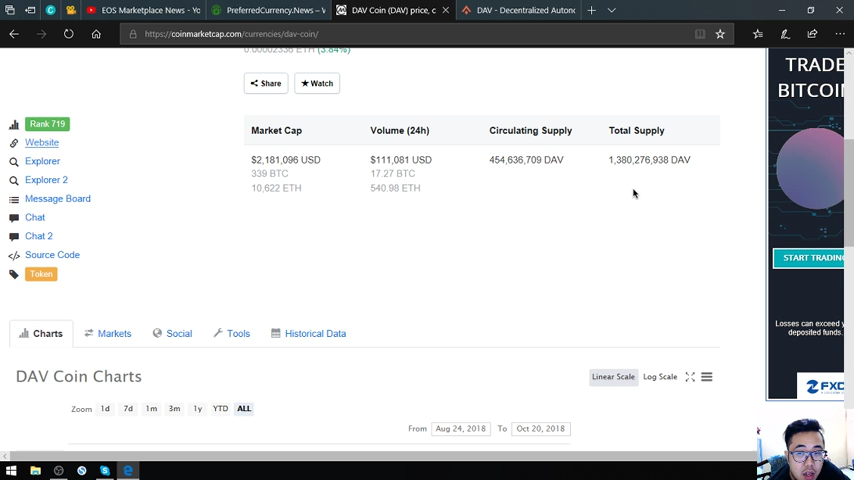 EOS Marketplace News - Yo
PreferredCurrency.News – W
DAV Coin (DAV) price, c
DAV - Decentralized Autono
https://coinmarketcap.com/currencies/dav-coin/
0.00002336 ETH (3.84%)
Share
Watch
TRADE
BITCOI
Rank 719
Website
Explorer
Explorer 2
Message Board
Chat
Chat 2
Source Code
Token
Market Cap Volume (24h) Circulating Supply Total Supply
$2,181,096 USD $111,081 USD 454,636,709 DAV 1,380,276,938 DAV
339 BTC 17.27 BTC
10,622 ETH 540.98 ETH
START TRADING
Losses can exceed y
deposited funds.
FXC
Charts Markets Social Tools Historical Data
DAV Coin Charts
Linear Scale Log Scale
Zoom 1d 7d 1m 3m 1y YTD ALL
From Aug 24, 2018 To Oct 20, 2018